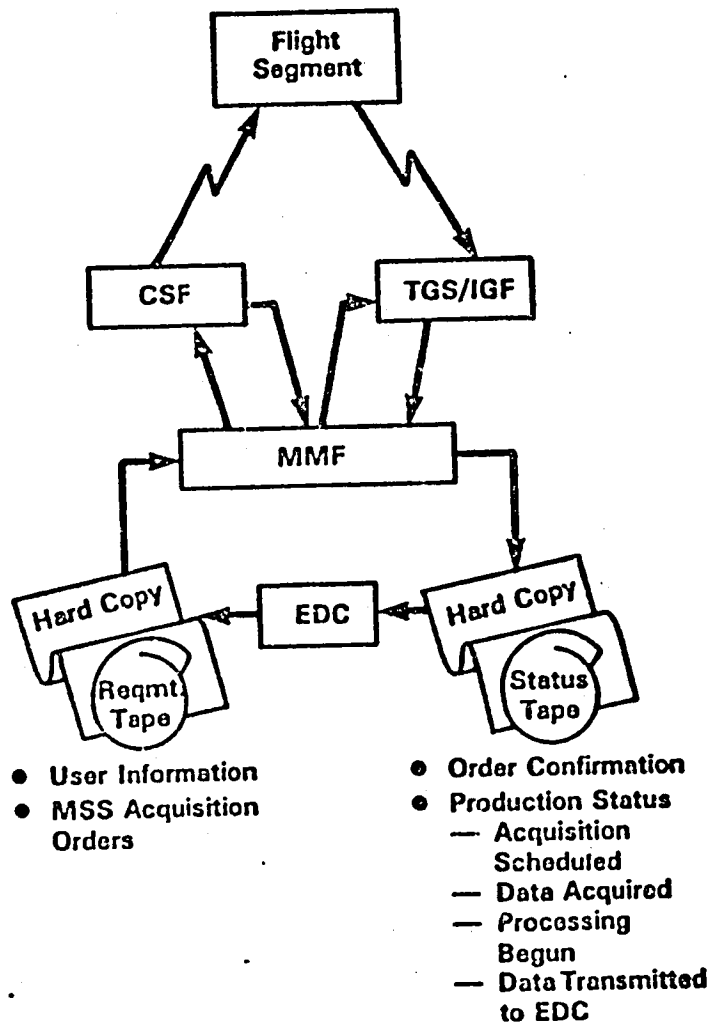 Flight
Segment
CSF
TGS/IGF
MMF
Hard Copy
Reqmt.
Tape
EDC
Hard Copy
Status
Tape
● User Information
● MSS Acquisition
Orders
● Order Confirmation
● Production Status
— Acquisition
Scheduled
— Data Acquired
— Processing
Begun
— Data Transmitted
to EDC